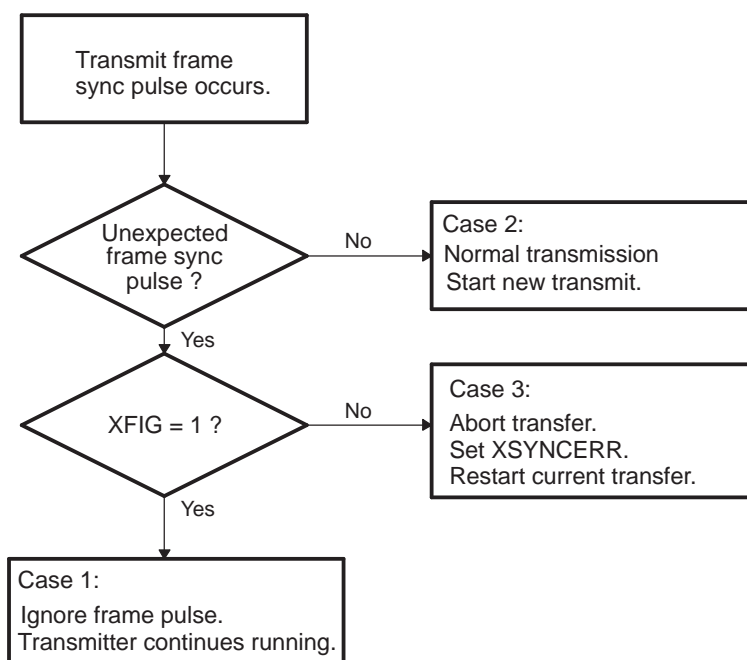 Transmit frame
sync pulse occurs.
Unexpected
frame sync
pulse ?
No
Case 2:
Normal transmission
Start new transmit.
Yes
XFIG = 1 ?
No
Case 3:
Abort transfer.
Set XSYNCERR.
Restart current transfer.
Yes
Case 1:
Ignore frame pulse.
Transmitter continues running.